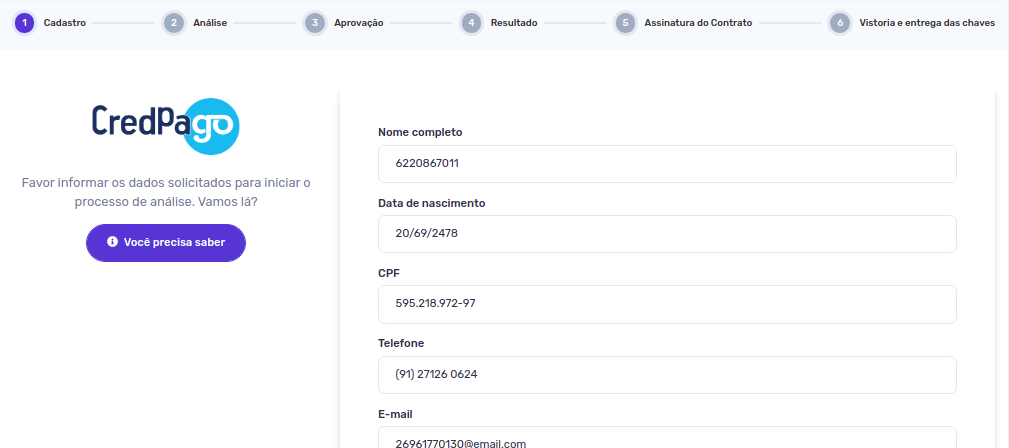 1 Cadastro 2 Análise 3 Aprovação 4 Resultado 5 Assinatura do Contrato 6 Vistoria e entrega das chaves
CredPago
Favor informar os dados solicitados para iniciar o
processo de análise. Vamos lá?
Você precisa saber
Nome completo
6220867011
Data de nascimento
20/69/2478
CPF
595.218.972-97
Telefone
(91) 27126 0624
E-mail
26961770130@email.com